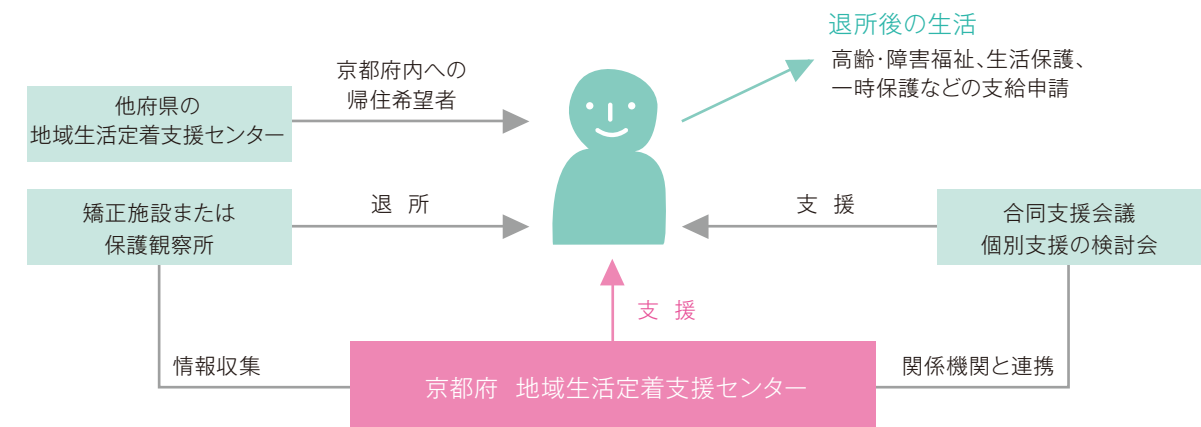 退所後の生活
高齢・障害福祉、生活保護、
一時保護などの支給申請
京都府内への
帰住希望者
他府県の
地域生活定着支援センター
矯正施設または
保護観察所
退 所
支 援
合同支援会議
個別支援の検討会
支 援
情報収集
京都府 地域生活定着支援センター
関係機関と連携